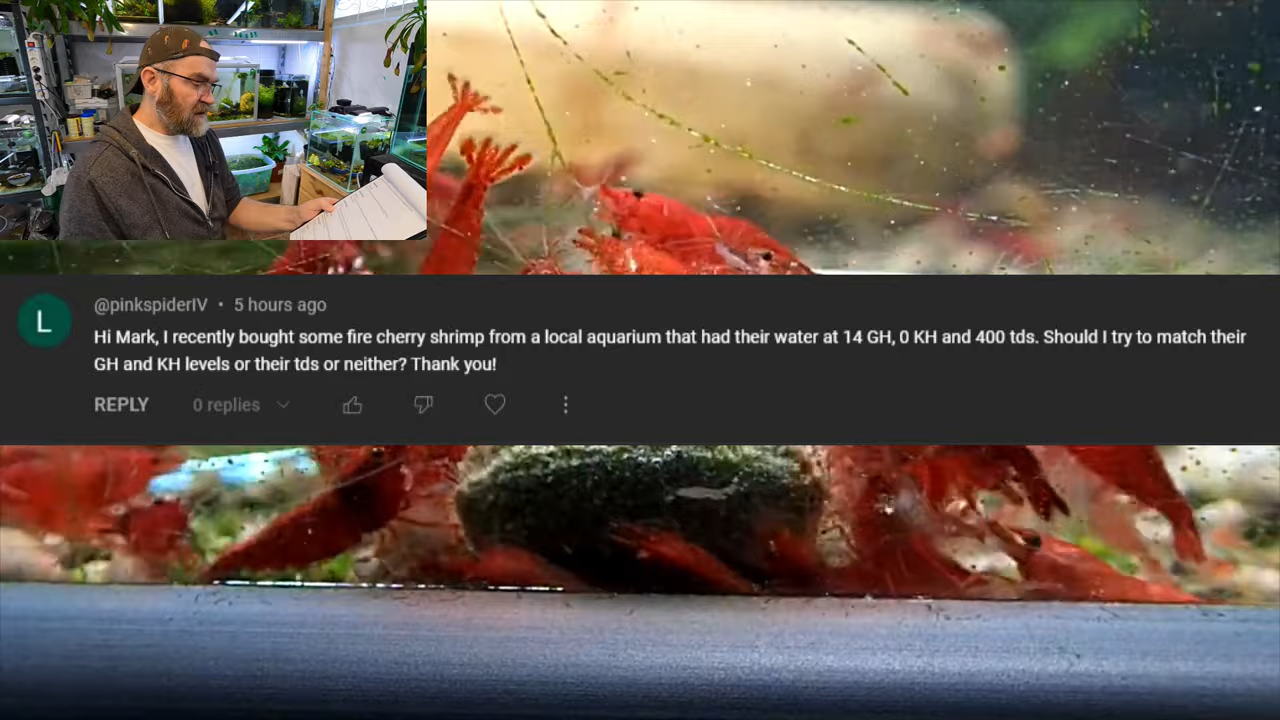 @pinkspiderIV • 5 hours ago
Hi Mark, I recently bought some fire cherry shrimp from a local aquarium that had their water at 14 GH, 0 KH and 400 tds. Should I try to match their
GH and KH levels or their tds or neither? Thank you!
REPLY 0 replies
L